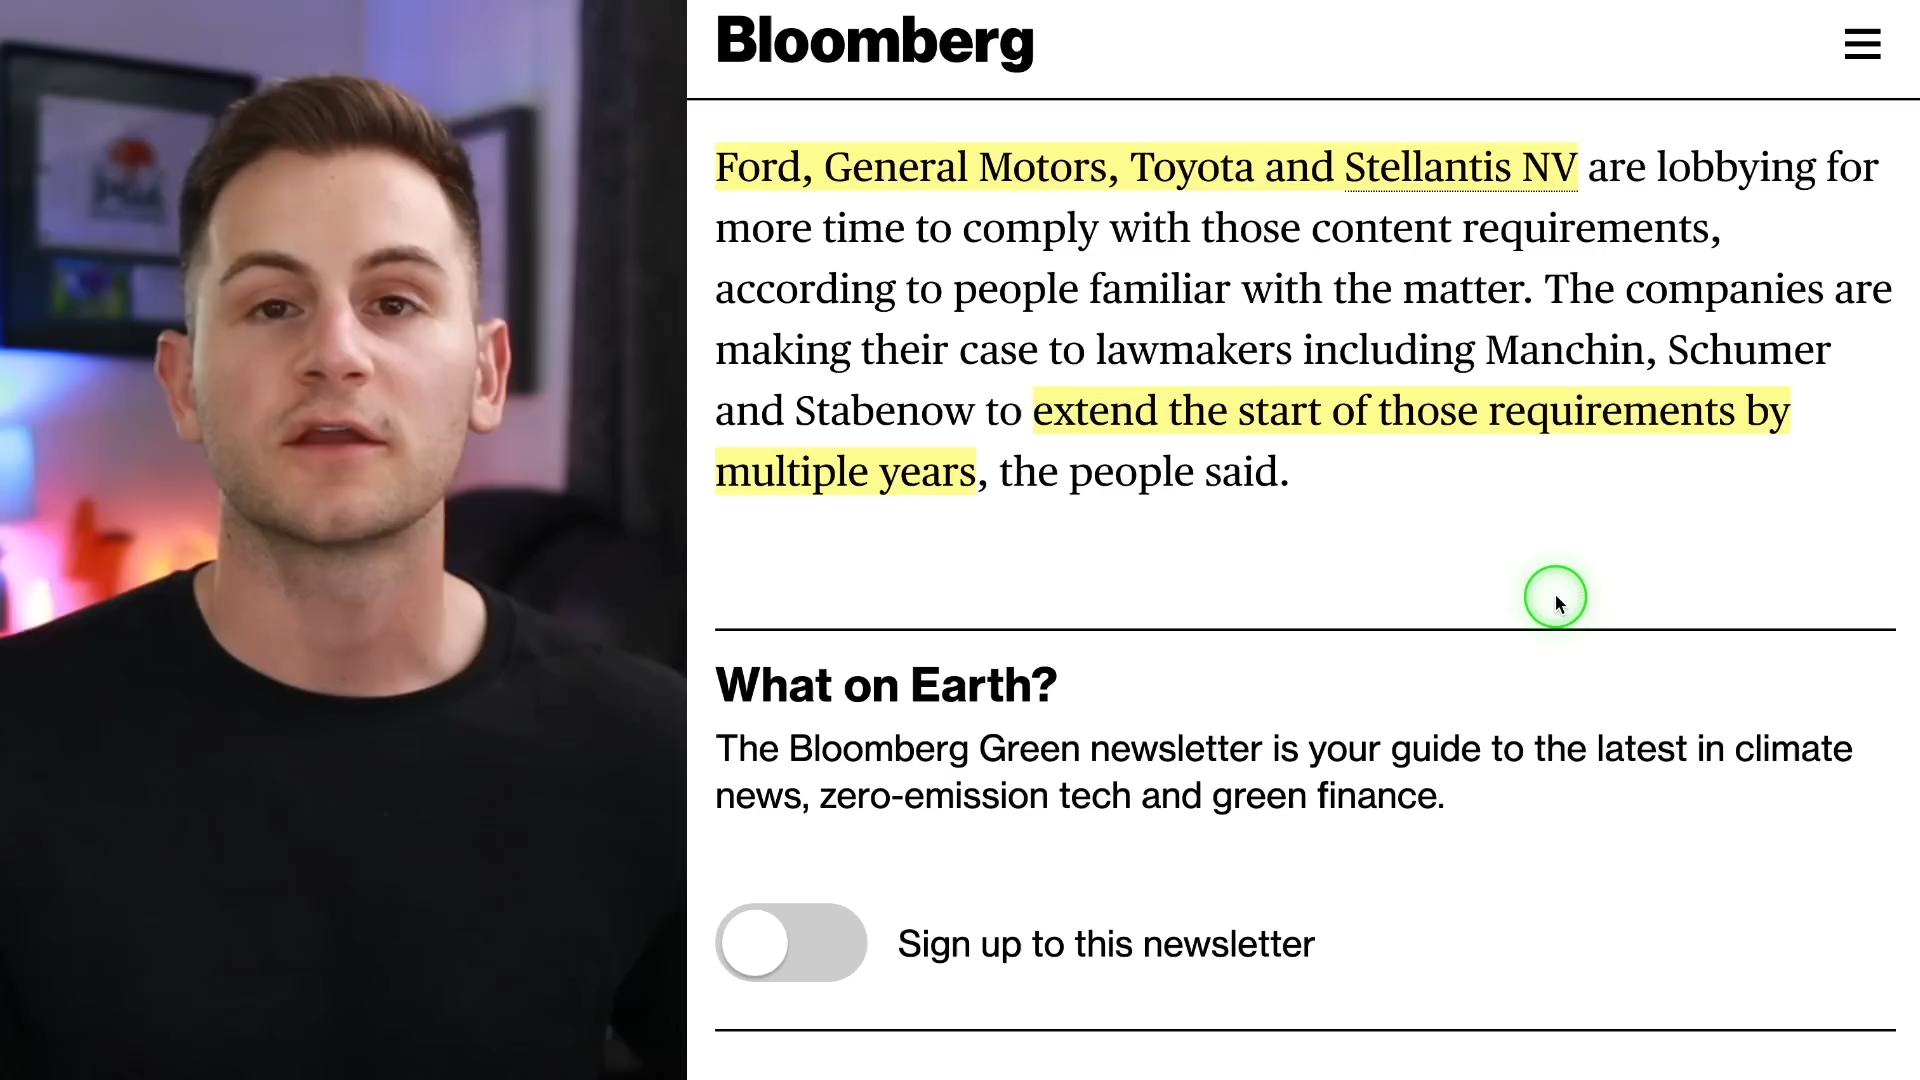 Bloomberg
Ford, General Motors, Toyota and Stellantis NV are lobbying for
more time to comply with those content requirements,
according to people familiar with the matter. The companies are
making their case to lawmakers including Manchin, Schumer
and Stabenow to extend the start of those requirements by
multiple years, the people said.
What on Earth?
The Bloomberg Green newsletter is your guide to the latest in climate
news, zero-emission tech and green finance.
Sign up to this newsletter